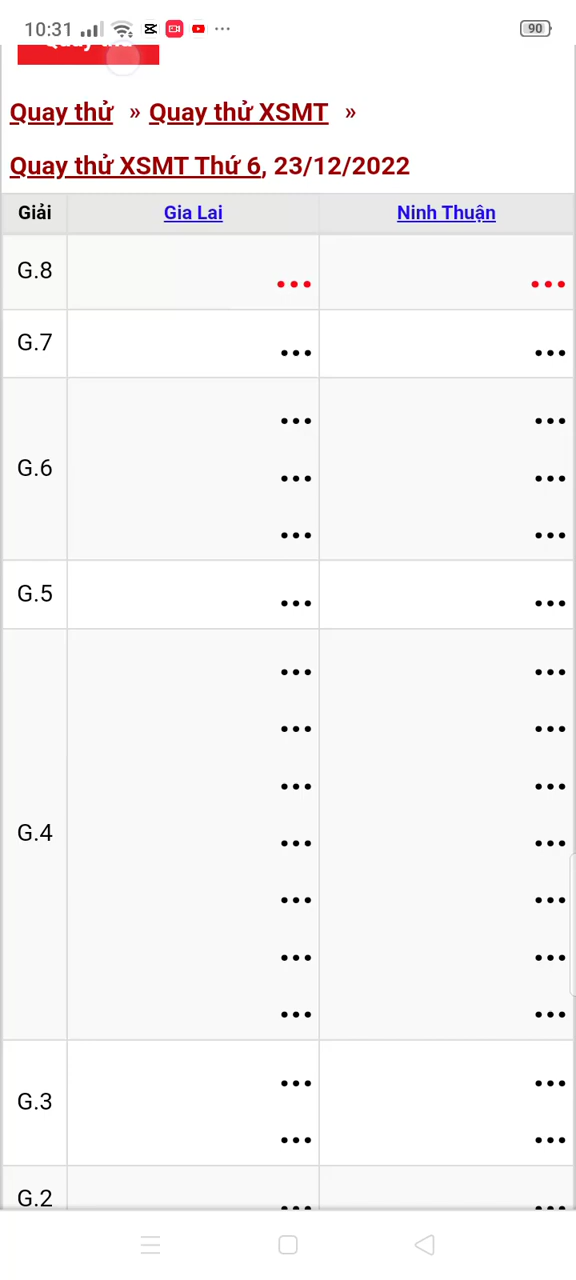 10:31 90
Quay thử » Quay thử XSMT »
Quay thử XSMT Thứ 6, 23/12/2022
Giải Gia Lai Ninh Thuận
G.8 ... ...
G.7 ... ...
... ...
G.6 ... ...
... ...
G.5 ... ...
... ...
... ...
... ...
G.4 ... ...
... ...
... ...
... ...
G.3 ... ...
... ...
G.2 ... ...